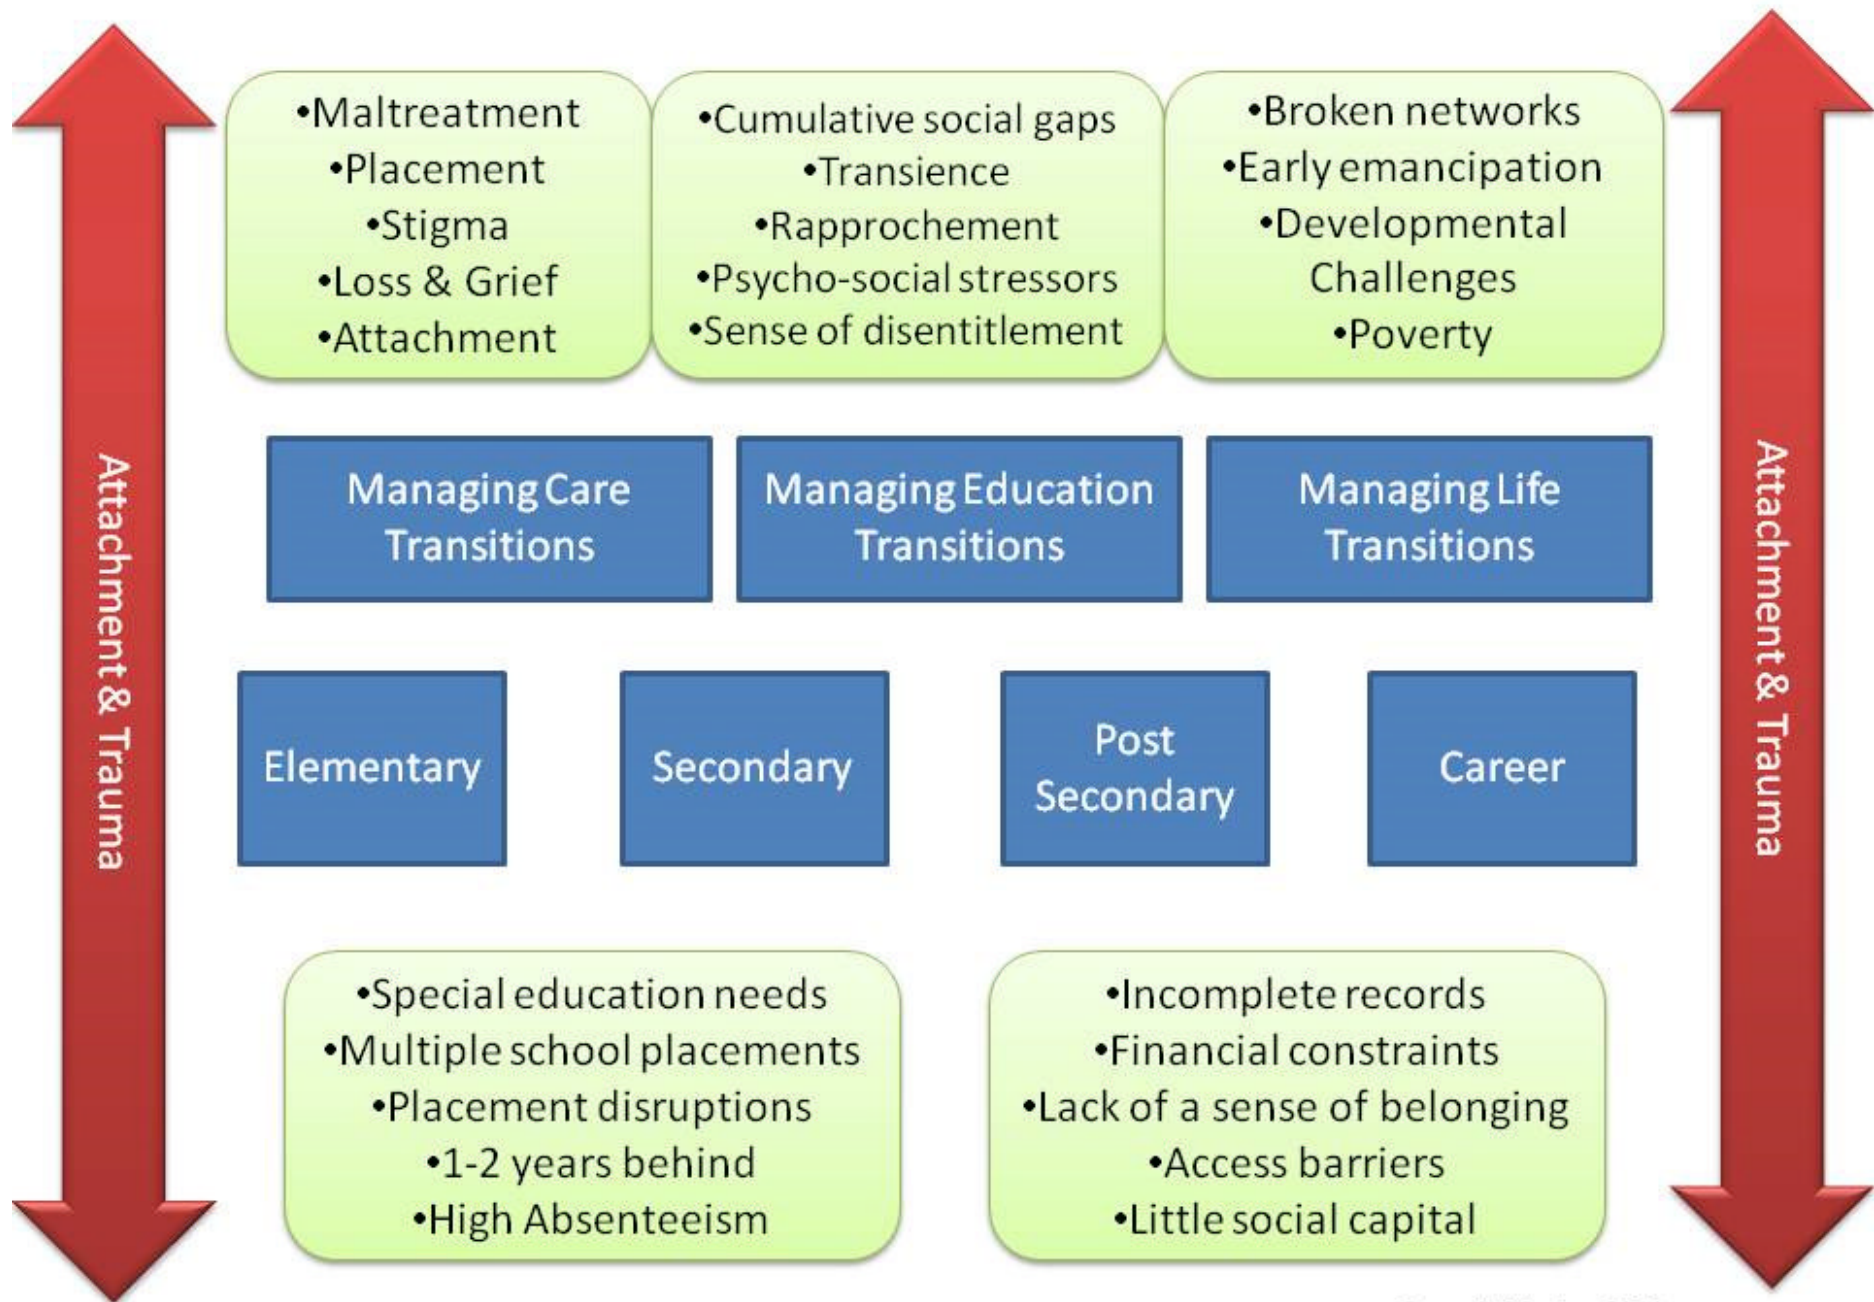 •Maltreatment
•Placement
•Stigma
•Loss & Grief
•Attachment
•Cumulative social gaps
•Transience
•Rapprochement
•Psycho-social stressors
•Sense of disentitlement
•Broken networks
•Early emancipation
•Developmental
Challenges
•Poverty
Attachment & Trauma
Managing Care
Transitions
Managing Education
Transitions
Managing Life
Transitions
Attachment & Trauma
Elementary
Secondary
Post
Secondary
Career
•Special education needs
•Multiple school placements
•Placement disruptions
•1-2 years behind
•High Absenteeism
•Incomplete records
•Financial constraints
•Lack of a sense of belonging
•Access barriers
•Little social capital